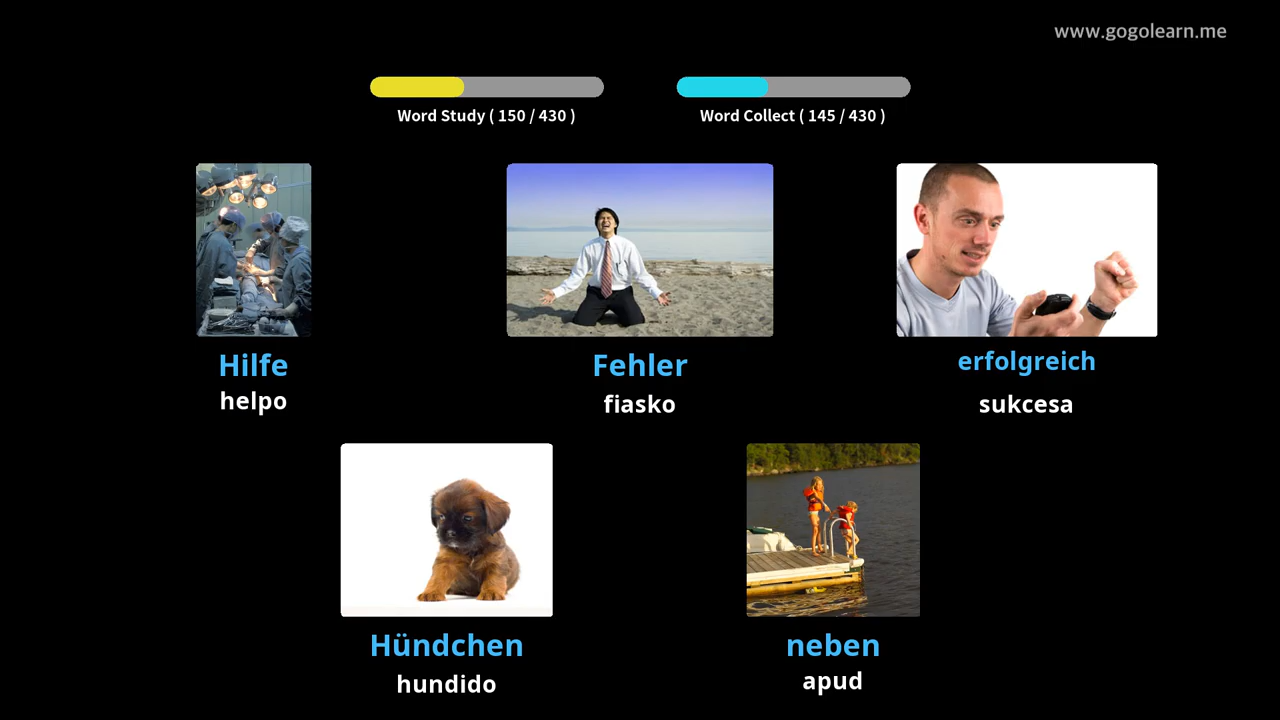 www.gogolearn.me
Word Study ( 150 / 430 )
Word Collect ( 145 / 430 )
Hilfe
helpo
Fehler
fiasko
erfolgreich
sukcesa
Hündchen
hundido
neben
apud